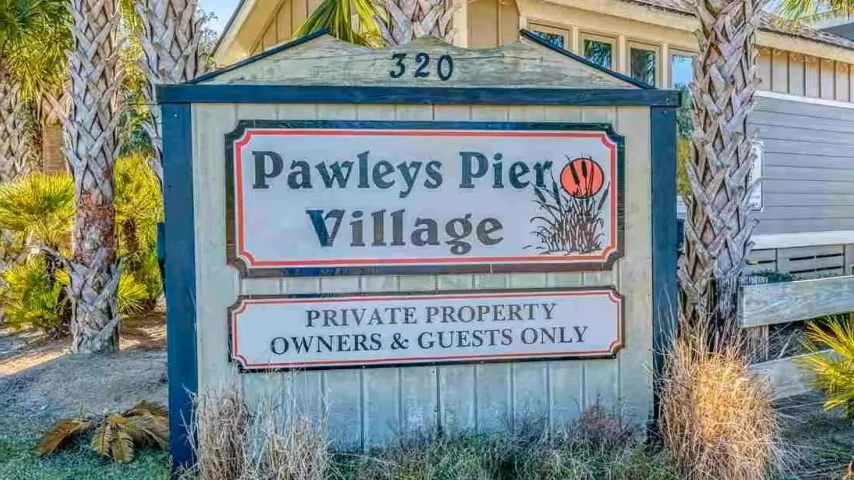 320
Pawleys Pier
Village
PRIVATE PROPERTY
OWNERS & GUESTS ONLY